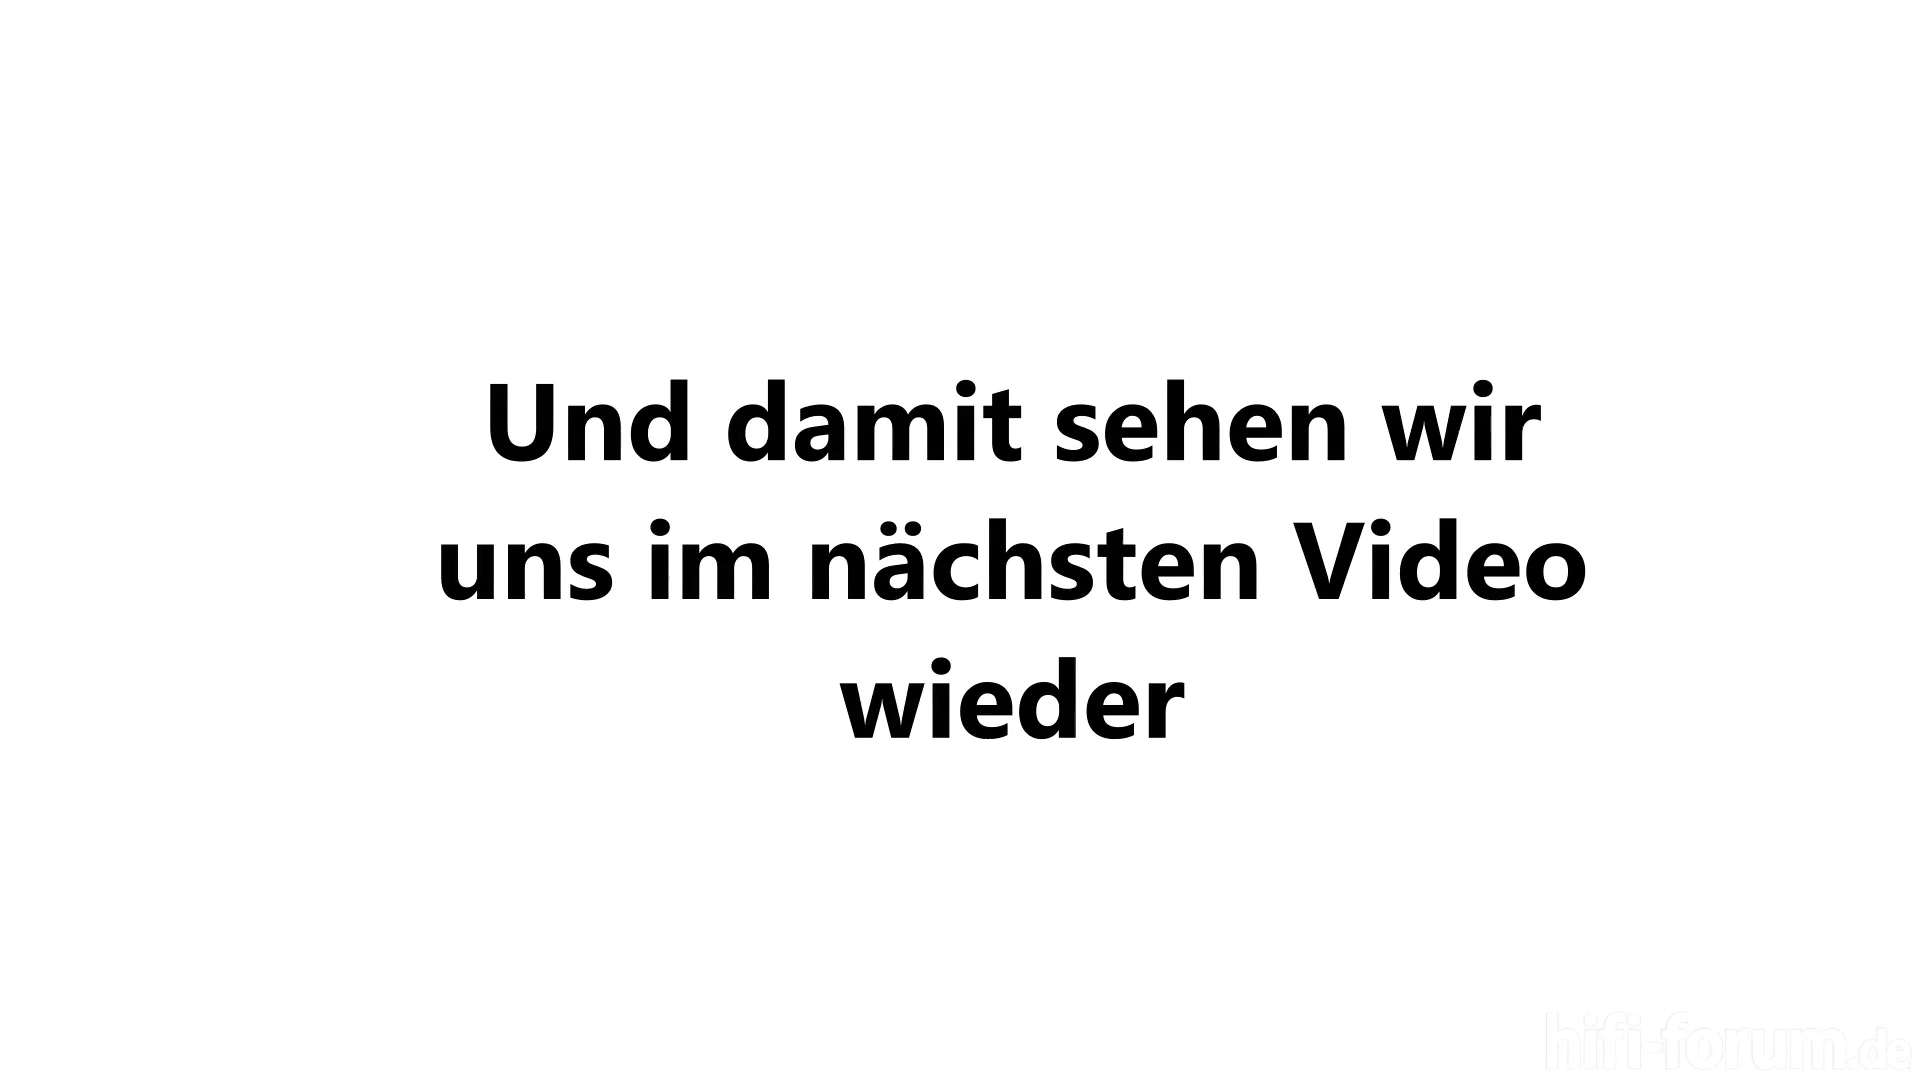 Und damit sehen wir
uns im nächsten Video
wieder
hifi-forum.de